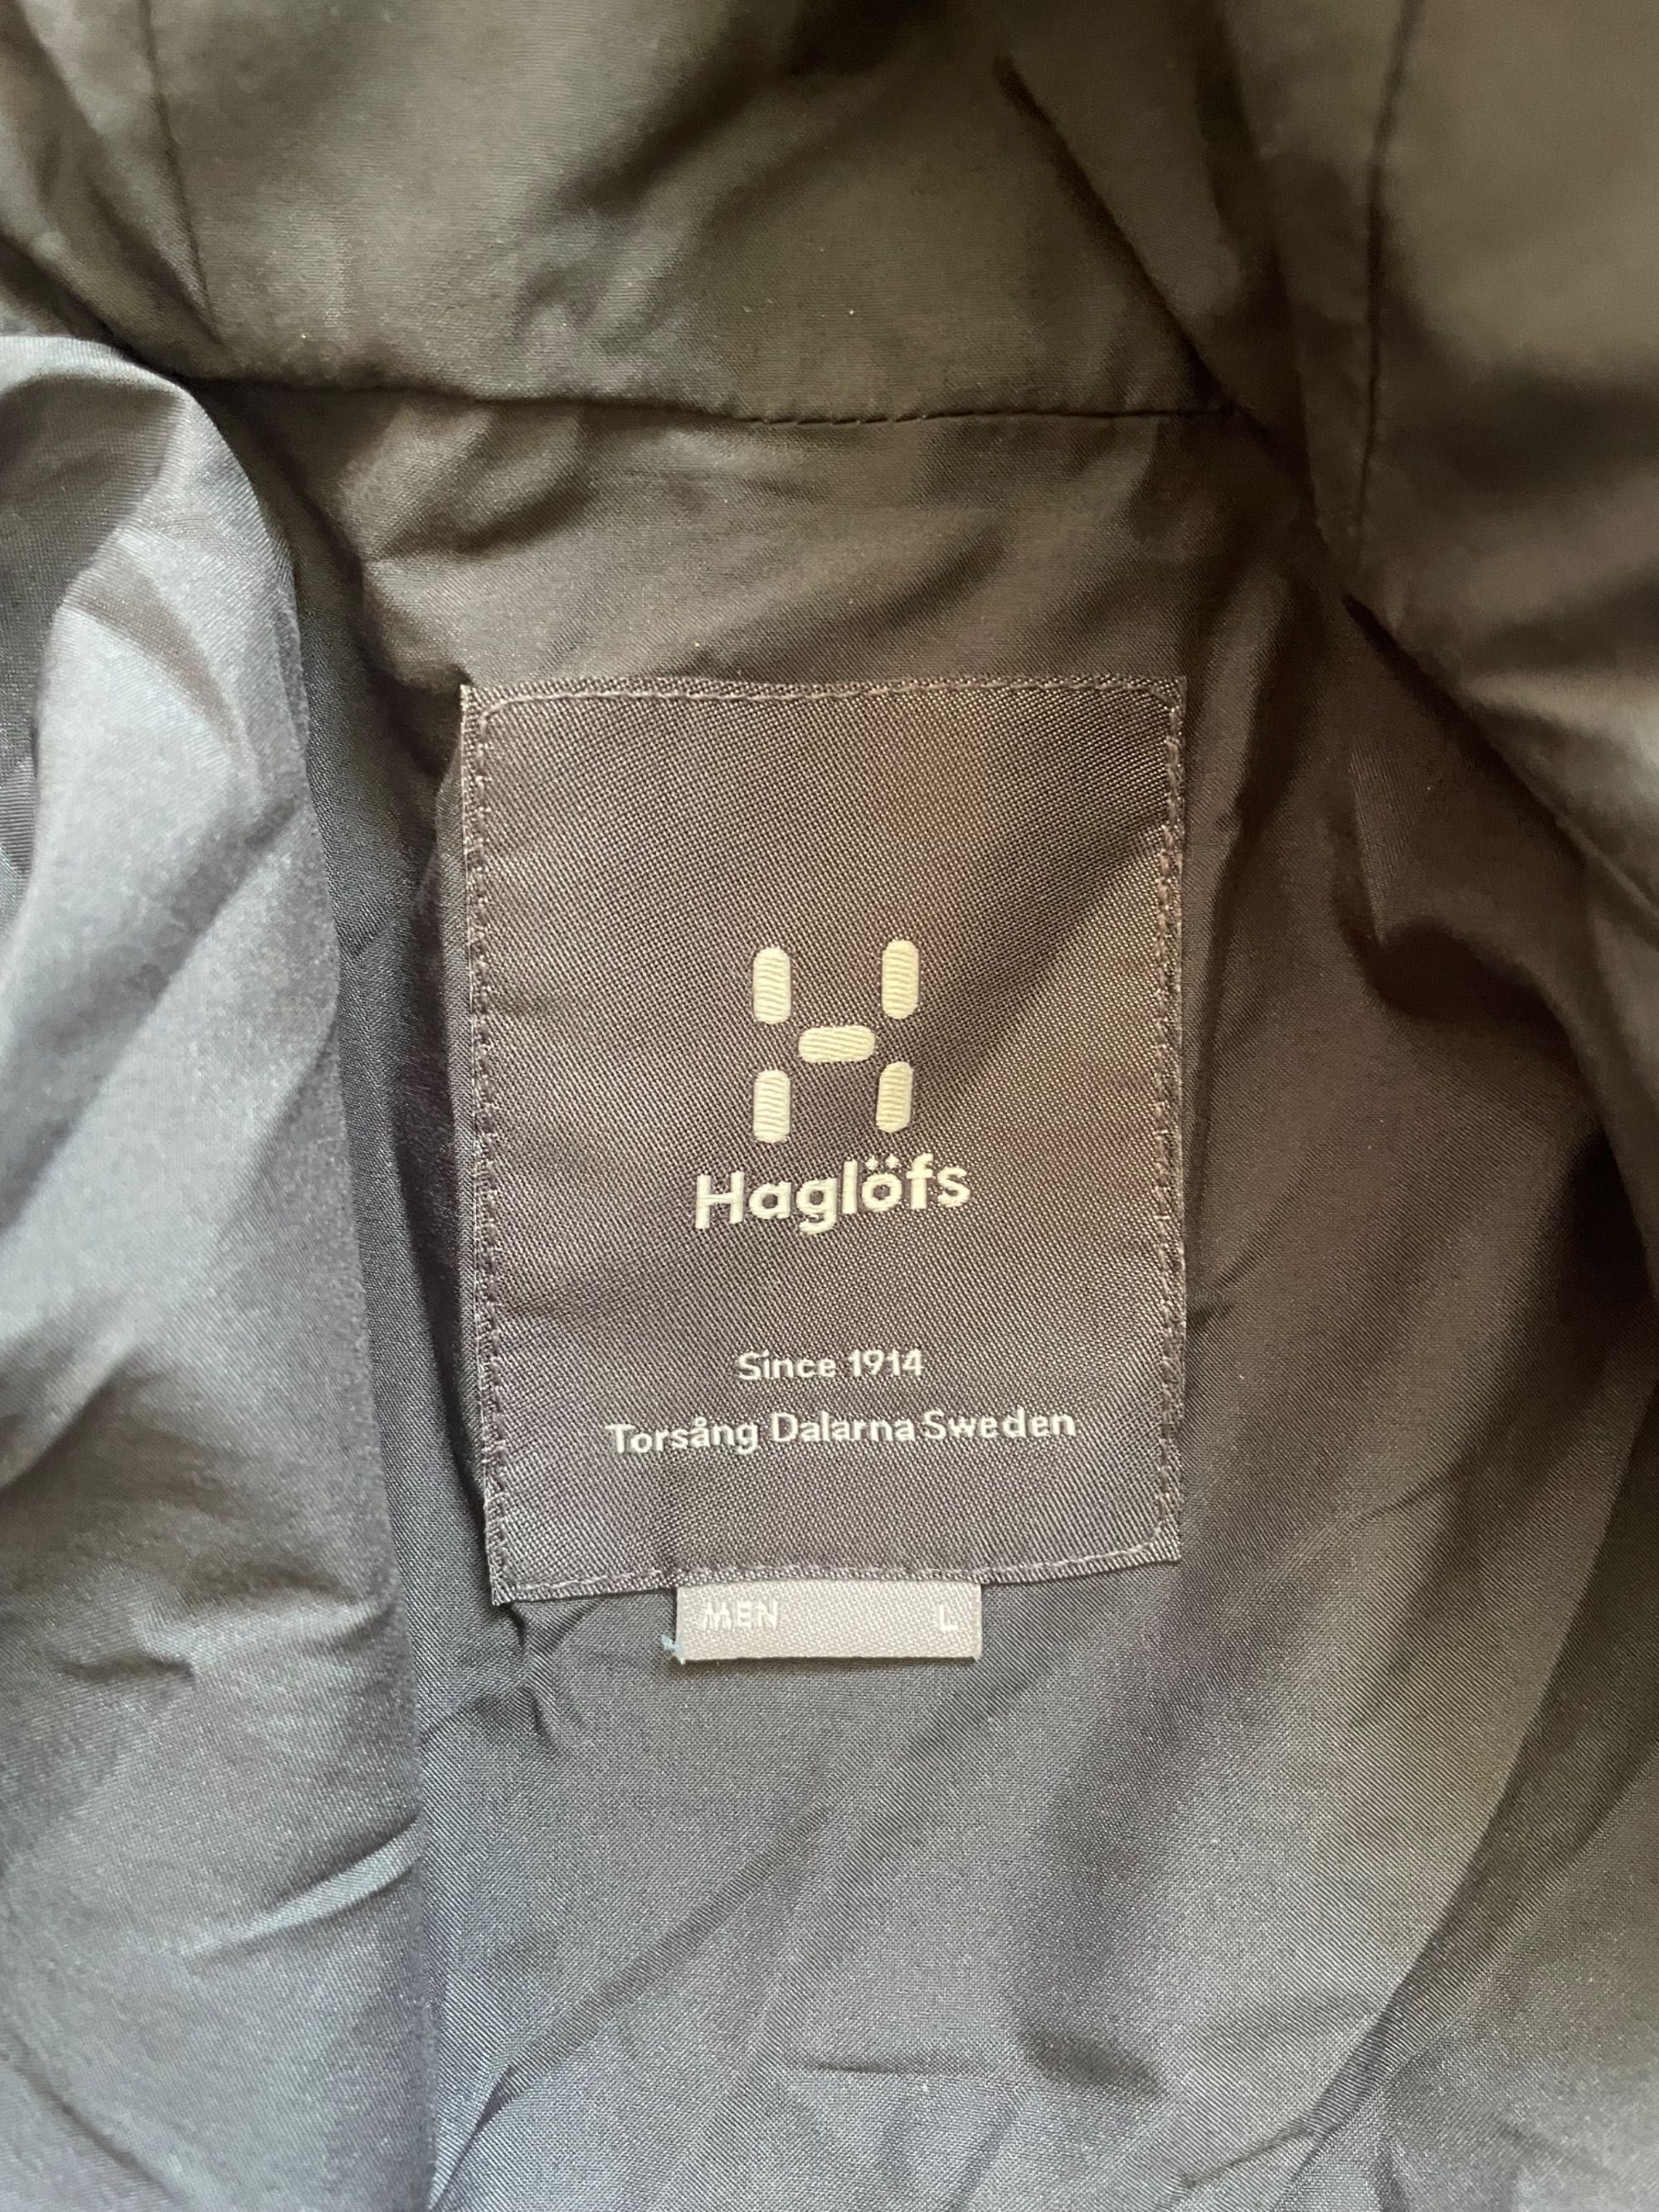 H
Haglöfs
Since 1914
Torsång Dalarna Sweden
MEN L